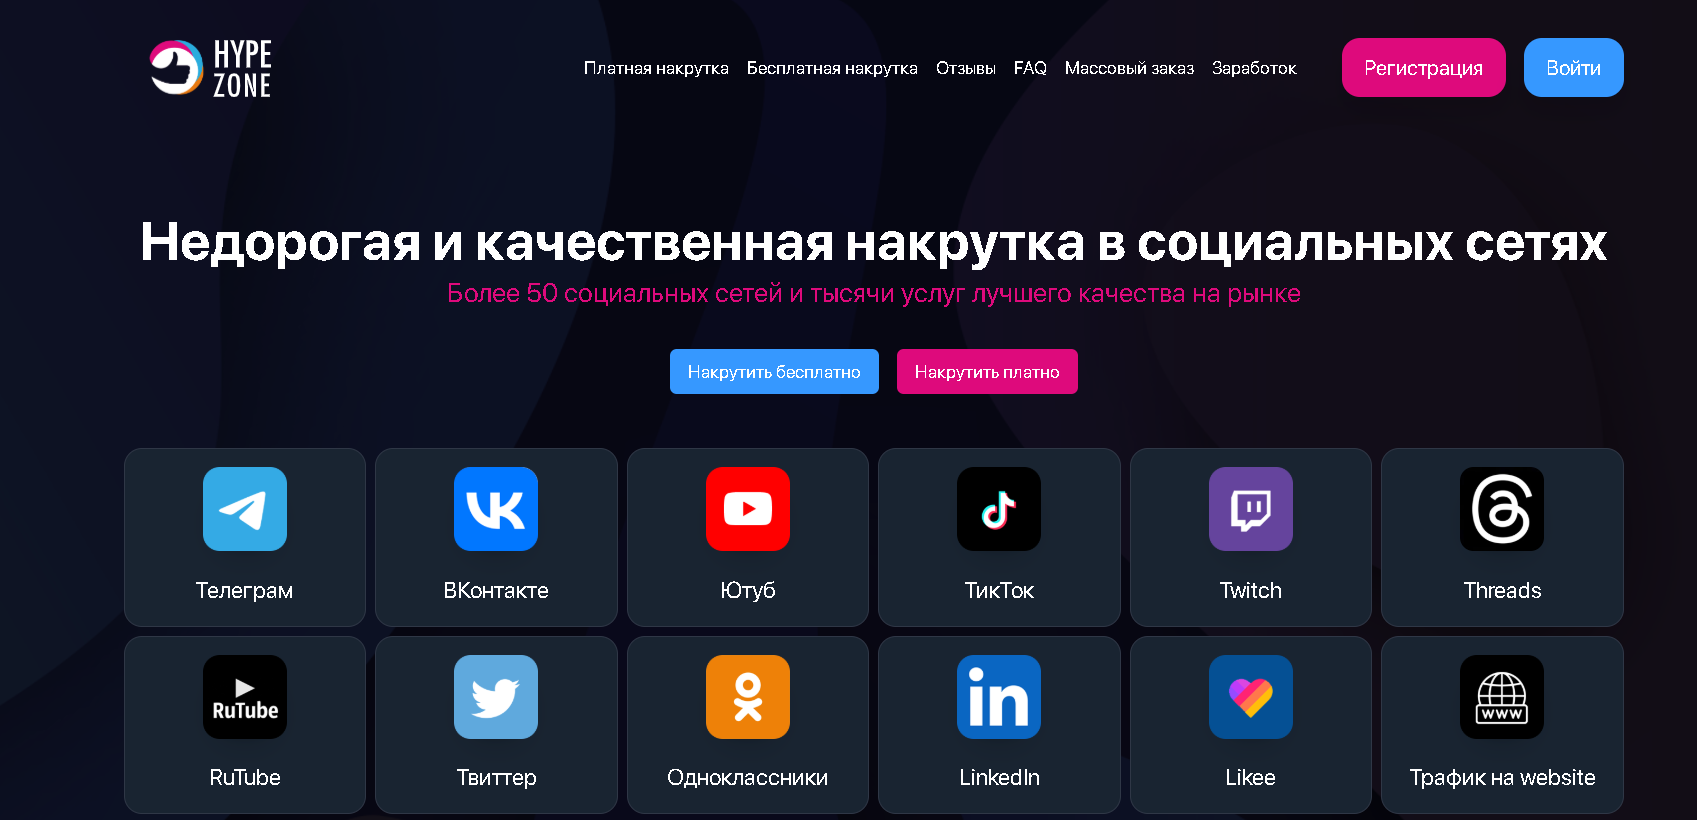 HYPE
ZONE
Платная накрутка Бесплатная накрутка Отзывы FAQ Массовый заказ Заработок Регистрация Войти
Недорогая и качественная накрутка в социальных сетях
Более 50 социальных сетей и тысячи услуг лучшего качества на рынке
Накрутить бесплатно Накрутить платно
Телеграм ВКонтакте Ютуб ТикТок Twitch Threads
RuTube in www
RuTube Твиттер Одноклассники LinkedIn Likee Трафик на website